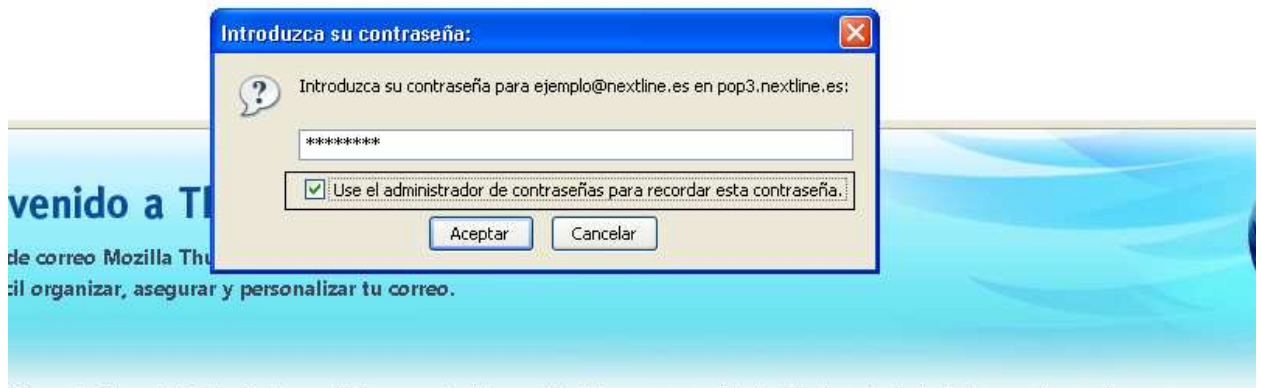 Introduzca su contraseña:
Introduzca su contraseña para ejemplo@nextline.es en pop3.nextline.es:
********
Use el administrador de contraseñas para recordar esta contraseña.
Aceptar Cancelar
venido a T
de correo Mozilla Thu
cil organizar, asegurar y personalizar tu correo.